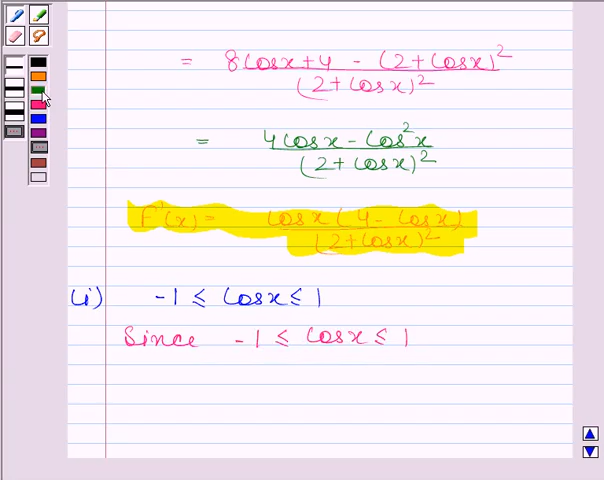 = 8cosx+4 - (2+cosx)² / (2+cosx)²
= 4cosx - cos²x / (2+cosx)²
F'(x) = cosx (4 - cosx) / (2+cosx)²
(i) -1 ≤ cosx ≤ 1
Since -1 ≤ cosx ≤ 1